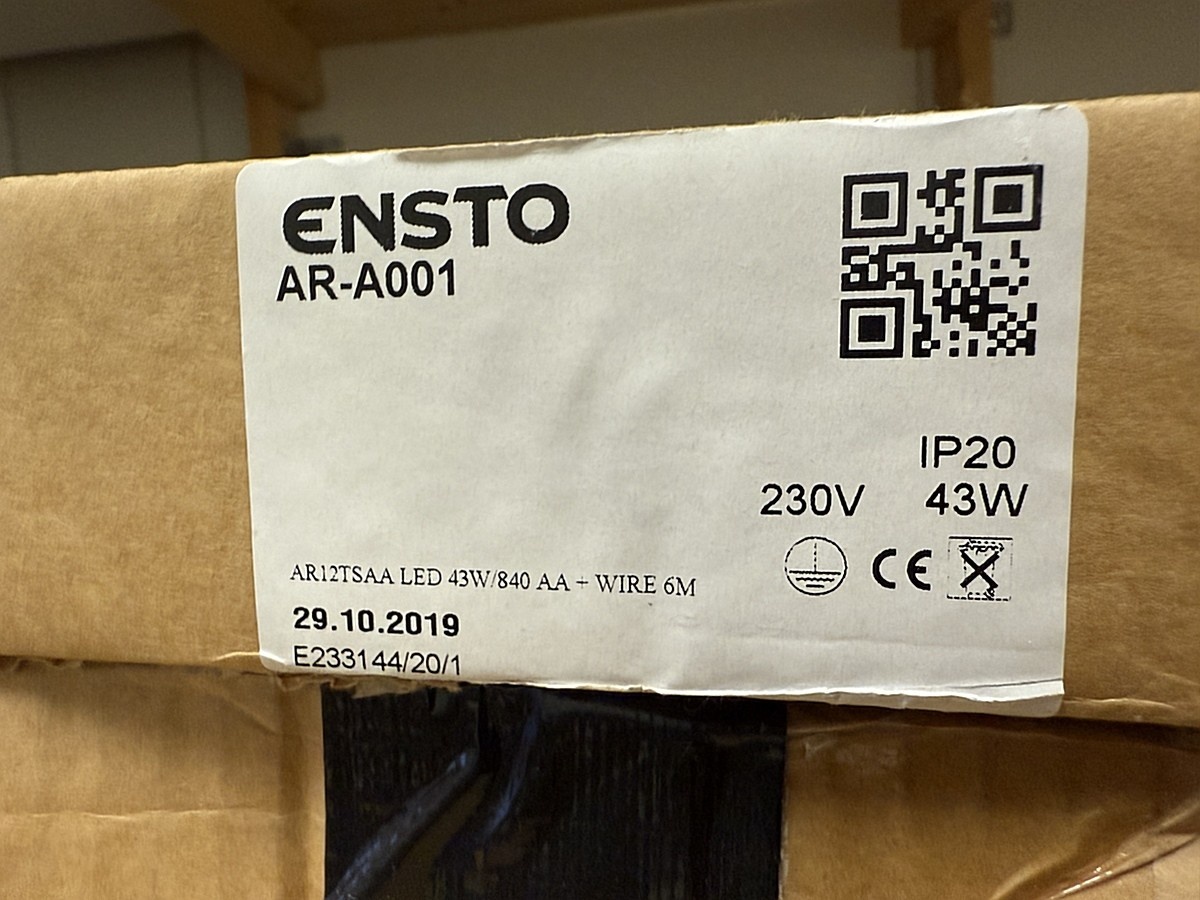 ENSTO
AR-A001
IP20
230V 43W
CE
AR12TSAA LED 43W/840 AA + WIRE 6M
29.10.2019
E233144/20/1